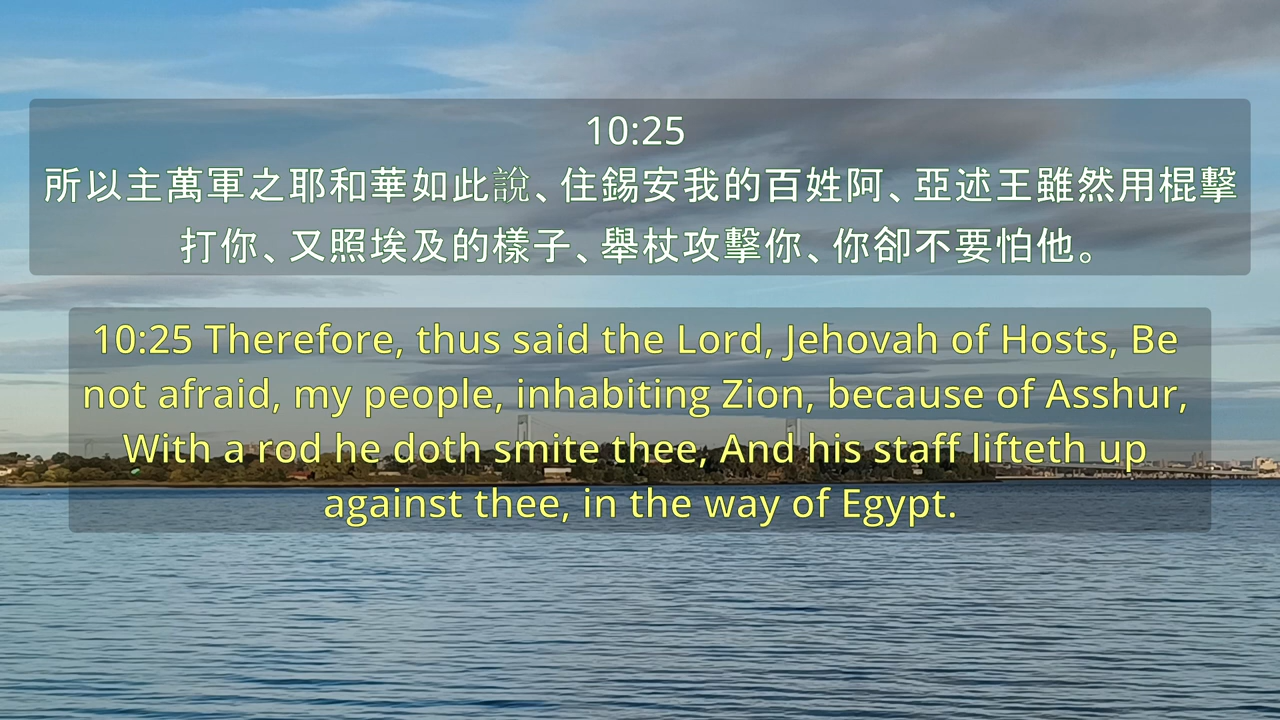 10:25
所以主萬軍之耶和華如此說、住錫安我的百姓阿、亞述王雖然用棍擊
打你、又照埃及的樣子、舉杖攻擊你、你卻不要怕他。
10:25 Therefore, thus said the Lord, Jehovah of Hosts, Be
not afraid, my people, inhabiting Zion, because of Asshur,
With a rod he doth smite thee, And his staff lifteth up
against thee, in the way of Egypt.